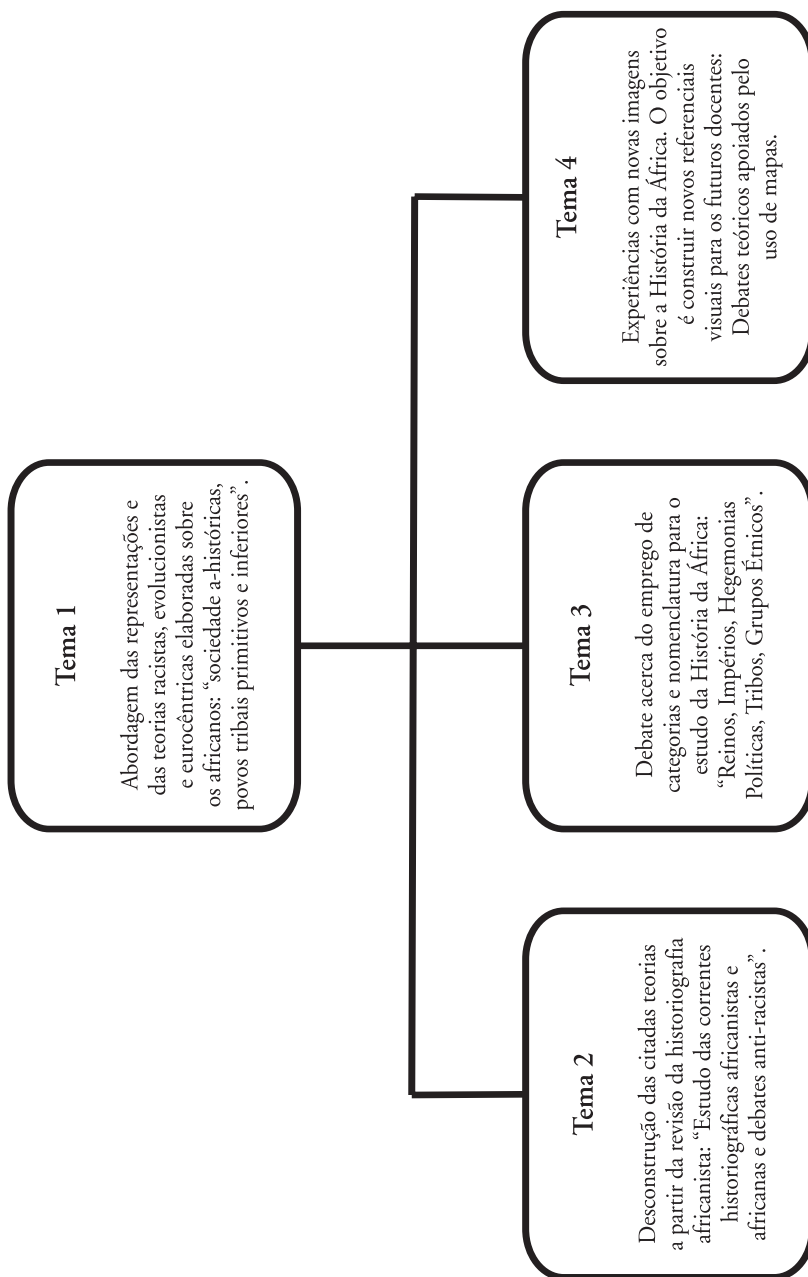 Tema 1
Abordagem das representações e
das teorias racistas, evolucionistas
e eurocêntricas elaboradas sobre
os africanos: “sociedade a-históricas,
povos tribais primitivos e inferiores”.
Tema 2
Desconstrução das citadas teorias
a partir da revisão da historiografia
africanista: “Estudo das correntes
historiográficas africanistas e
africanas e debates anti-racistas”.
Tema 3
Debate acerca do emprego de
categorias e nomenclatura para o
estudo da História da África:
“Reinos, Impérios, Hegemonias
Políticas, Tribos, Grupos Étnicos”.
Tema 4
Experiências com novas imagens
sobre a História da África. O objetivo
é construir novos referenciais
visuais para os futuros docentes:
Debates teóricos apoiados pelo
uso de mapas.